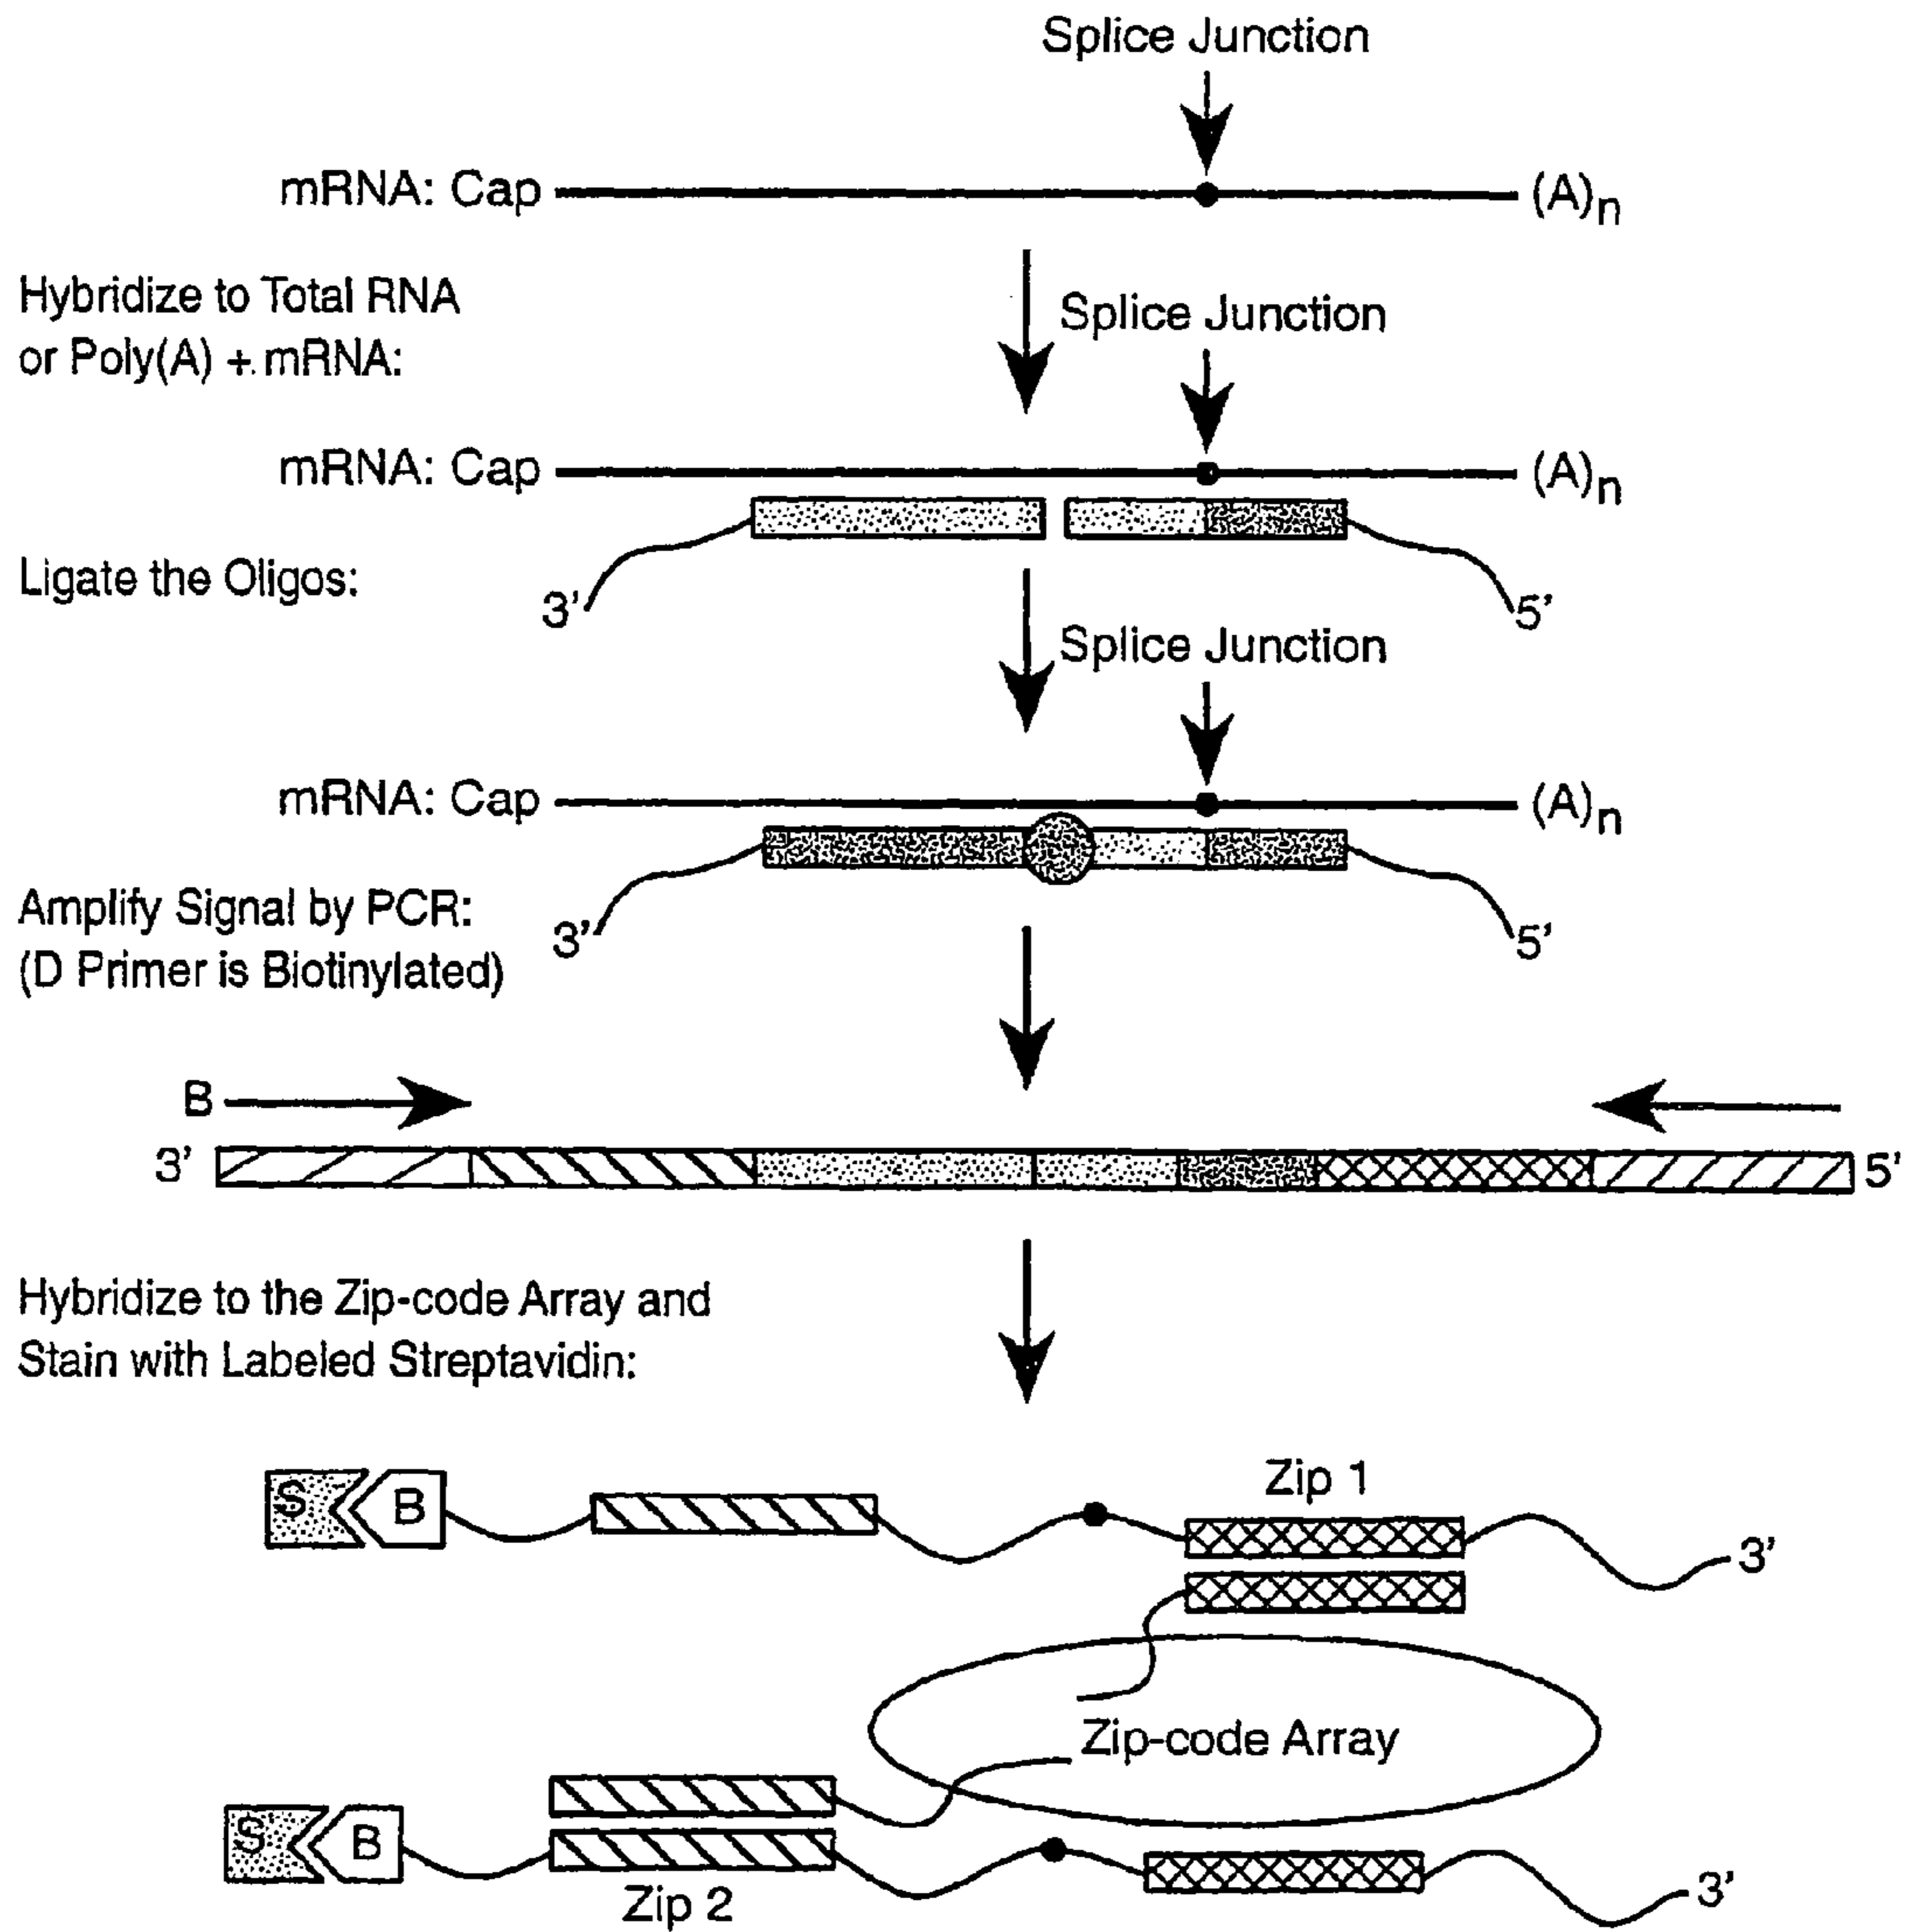 Splice Junction
mRNA: Cap (A)n
Hybridize to Total RNA
or Poly(A) + mRNA:
Splice Junction
mRNA: Cap (A)n
Ligate the Oligos:
3' 5'
Splice Junction
mRNA: Cap (A)n
Amplify Signal by PCR:
(D Primer is Biotinylated)
3' 5'
B
3' 5'
Hybridize to the Zip-code Array and
Stain with Labeled Streptavidin:
Zip 1
S B 3'
Zip-code Array
S B
Zip 2 3'